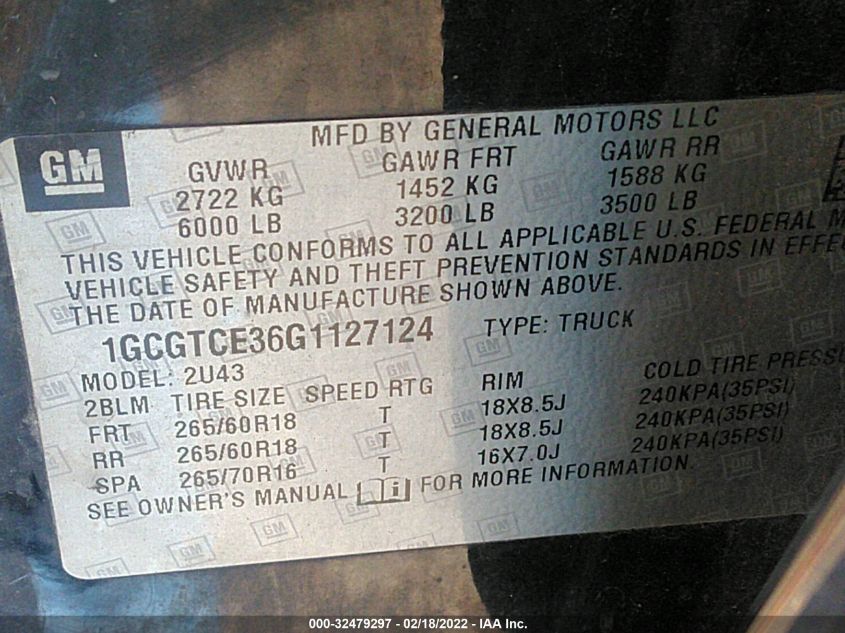 MFD BY GENERAL MOTORS LLC
GM
GVWR GAWR FRT GAWR RR
2722 KG 1452 KG 1588 KG
6000 LB 3200 LB 3500 LB
THIS VEHICLE CONFORMS TO ALL APPLICABLE U.S. FEDERAL M
VEHICLE SAFETY AND THEFT PREVENTION STANDARDS IN EFFE
THE DATE OF MANUFACTURE SHOWN ABOVE.
1GCGTCE36G1127124 TYPE: TRUCK
MODEL: 2U43
2BLM TIRE SIZE SPEED RTG RIM COLD TIRE PRESSU
FRT 265/60R18 T 18X8.5J 240KPA(35PSI)
RR 265/60R18 T 18X8.5J 240KPA(35PSI)
SPA 265/70R16 T 16X7.0J 240KPA(35PSI)
SEE OWNER'S MANUAL i FOR MORE INFORMATION.
000-32479297 - 02/18/2022 - IAA Inc.